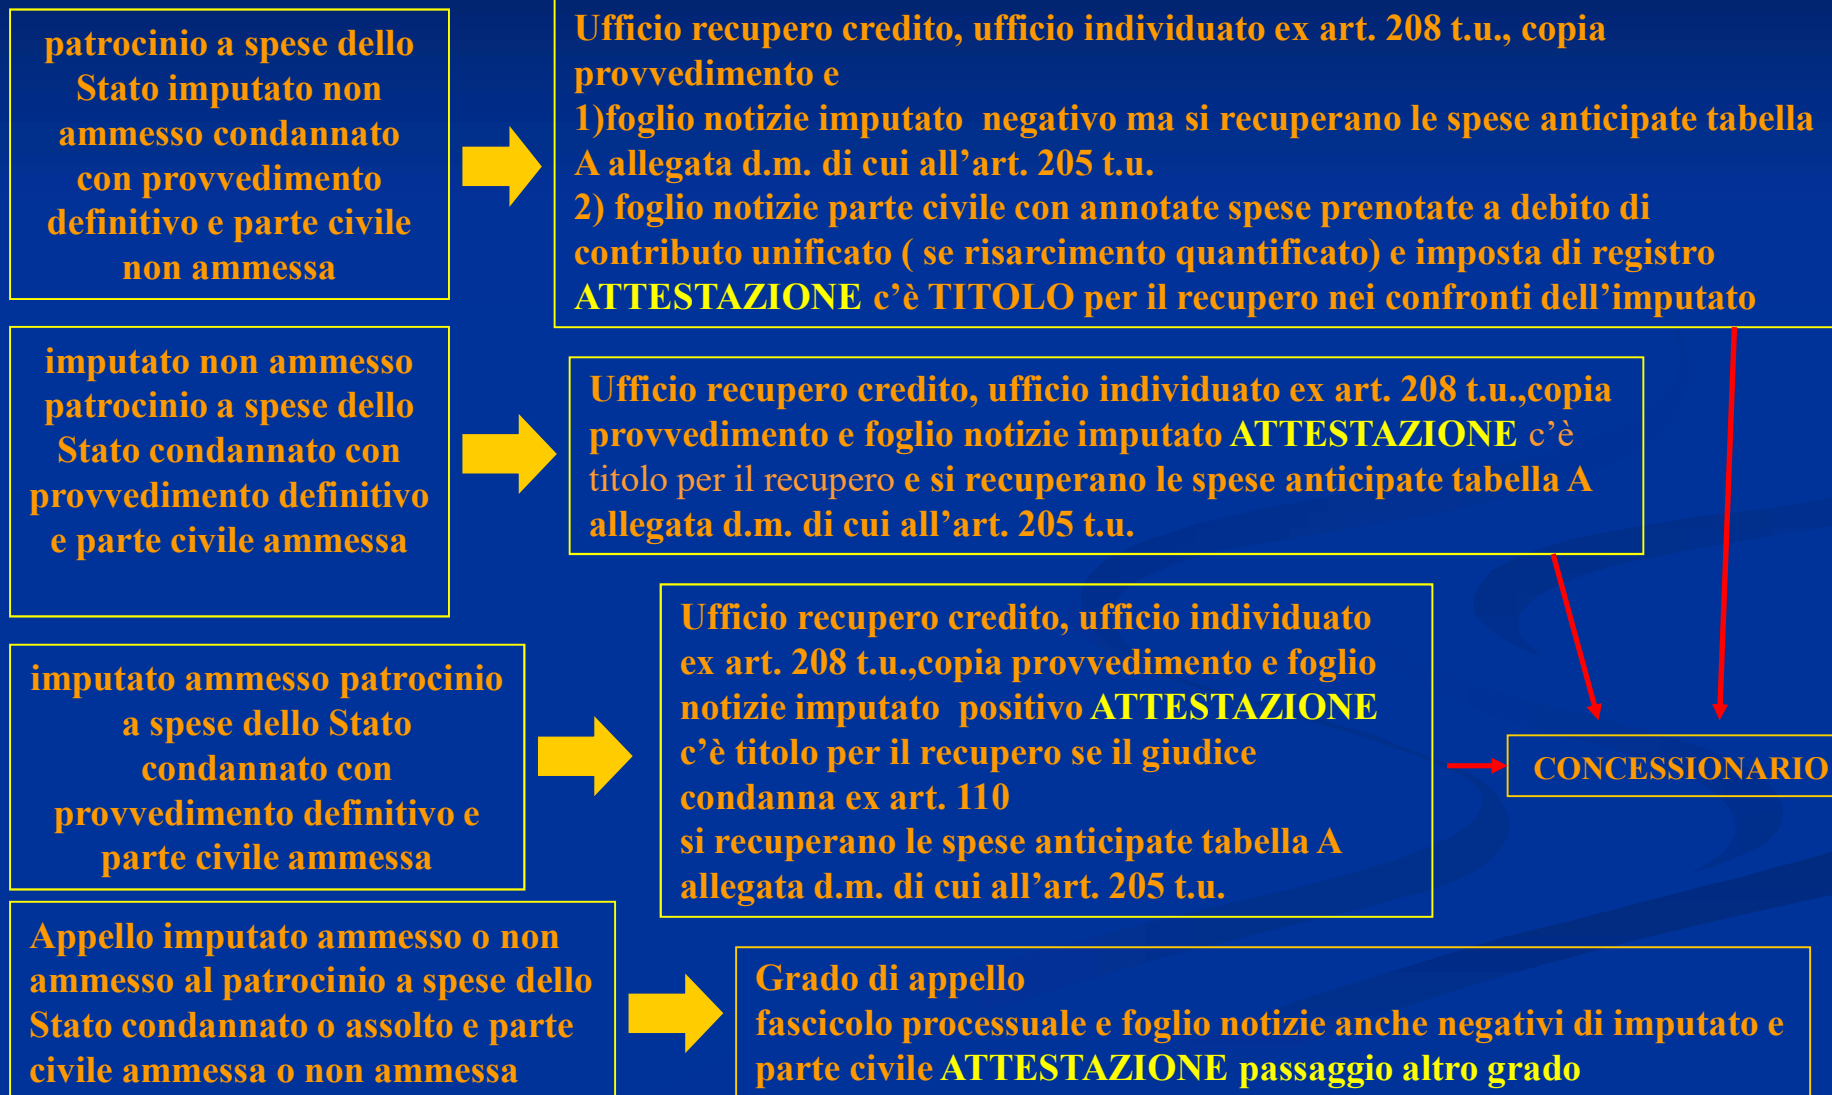 patrocinio a spese dello
Stato imputato non
ammesso condannato
con provvedimento
definitivo e parte civile
non ammessa
Ufficio recupero credito, ufficio individuato ex art. 208 t.u., copia
provvedimento e
1)foglio notizie imputato  negativo ma si recuperano le spese anticipate tabella
A allegata d.m. di cui all’art. 205 t.u.
2) foglio notizie parte civile con annotate spese prenotate a debito di
contributo unificato ( se risarcimento quantificato) e imposta di registro
ATTESTAZIONE c’è TITOLO per il recupero nei confronti dell’imputato
imputato non ammesso
patrocinio a spese dello
Stato condannato con
provvedimento definitivo
e parte civile ammessa
Ufficio recupero credito, ufficio individuato ex art. 208 t.u.,copia
provvedimento e foglio notizie imputato ATTESTAZIONE c’è
titolo per il recupero e si recuperano le spese anticipate tabella A
allegata d.m. di cui all’art. 205 t.u.
imputato ammesso patrocinio
a spese dello Stato
condannato con
provvedimento definitivo e
parte civile ammessa
Ufficio recupero credito, ufficio individuato
ex art. 208 t.u.,copia provvedimento e foglio
notizie imputato  positivo ATTESTAZIONE
c’è titolo per il recupero se il giudice
condanna ex art. 110
si recuperano le spese anticipate tabella A
allegata d.m. di cui all’art. 205 t.u.
CONCESSIONARIO
Appello imputato ammesso o non
ammesso al patrocinio a spese dello
Stato condannato o assolto e parte
civile ammessa o non ammessa
Grado di appello
fascicolo processuale e foglio notizie anche negativi di imputato e
parte civile ATTESTAZIONE passaggio altro grado